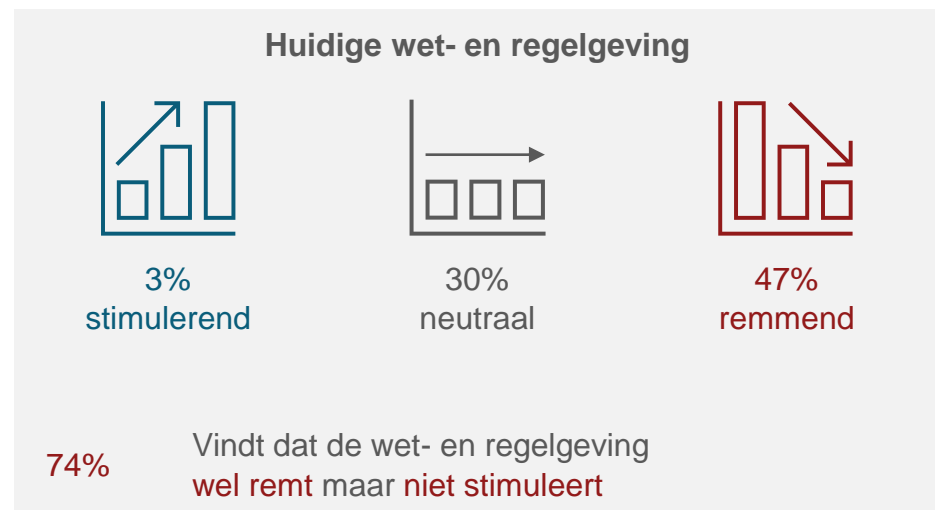 Huidige wet- en regelgeving
3%
stimulerend
30%
neutraal
47%
remmend
74%
Vindt dat de wet- en regelgeving
wel remt maar niet stimuleert